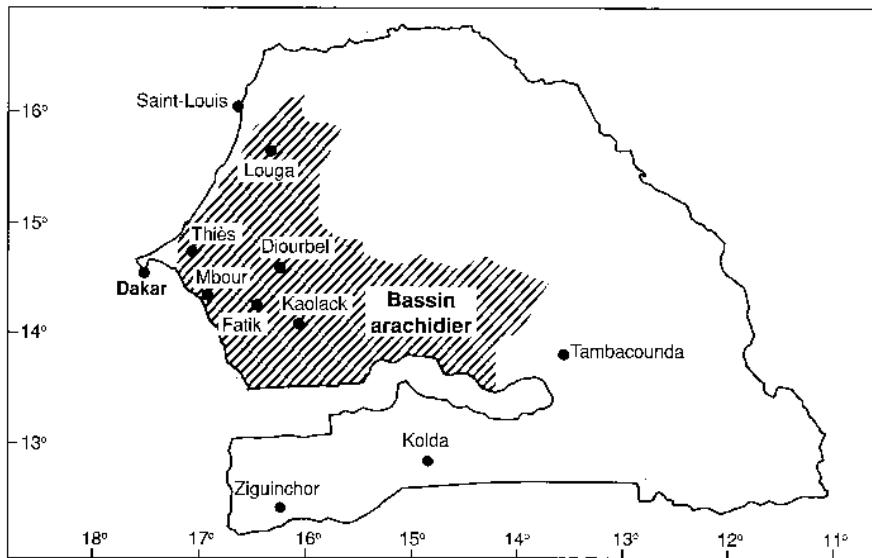 16°
Saint-Louis
Louga
15°
Thiès
Diourbel
Dakar
Mbour
Kaolack
Bassin
arachidier
14°
Fatik
Tambacounda
13°
Kolda
Ziguinchor
18°
17°
16°
15°
14°
13°
12°
11°